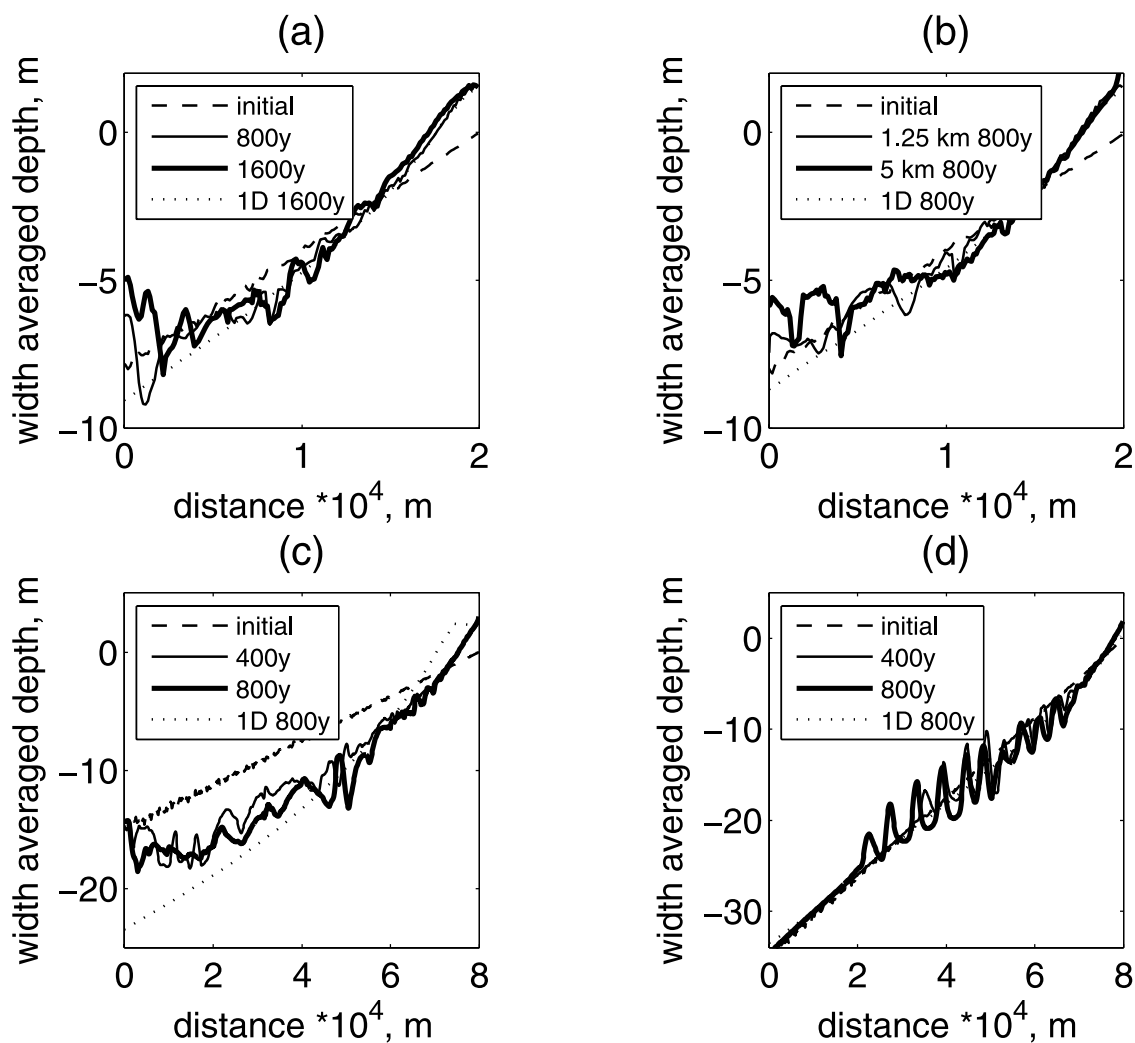 (a)
width averaged depth, m
0
−5
−10
initial
800y
1600y
1D 1600y
0 1 2
distance *10^4, m
(b)
width averaged depth, m
0
−5
−10
initial
1.25 km 800y
5 km 800y
1D 800y
0 1 2
distance *10^4, m
(c)
width averaged depth, m
0
−10
−20
initial
400y
800y
1D 800y
0 2 4 6 8
distance *10^4, m
(d)
width averaged depth, m
0
−10
−20
−30
initial
400y
800y
1D 800y
0 2 4 6 8
distance *10^4, m